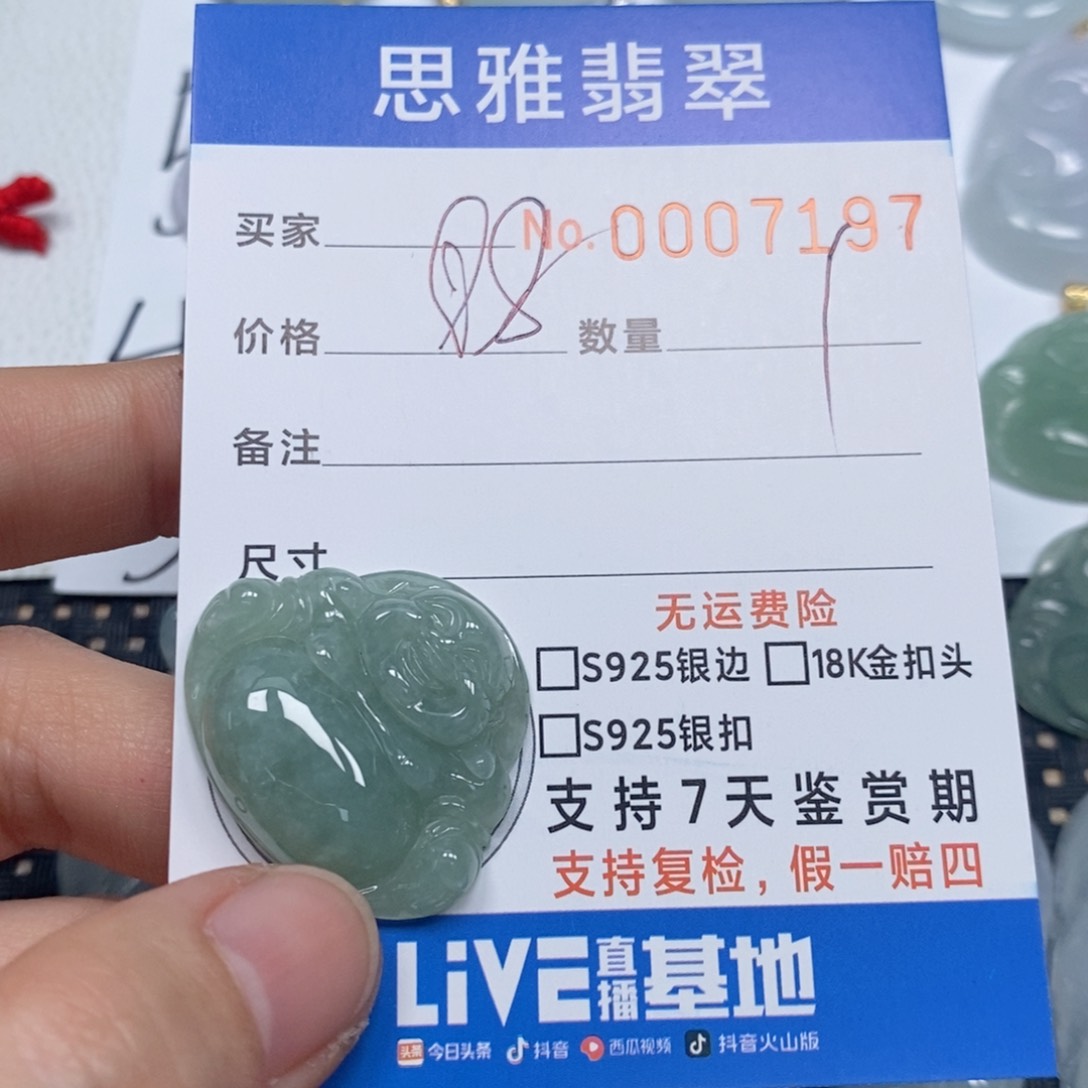 思雅翡翠
买家 No. 0007197
价格 88 数量 1
备注
尺寸
无运费险
□S925银边 □18K金扣头
□S925银扣
支持7天鉴赏期
支持复检，假一赔四
LiVE直播基地
头条 今日头条 抖音 西瓜视频 抖音火山版